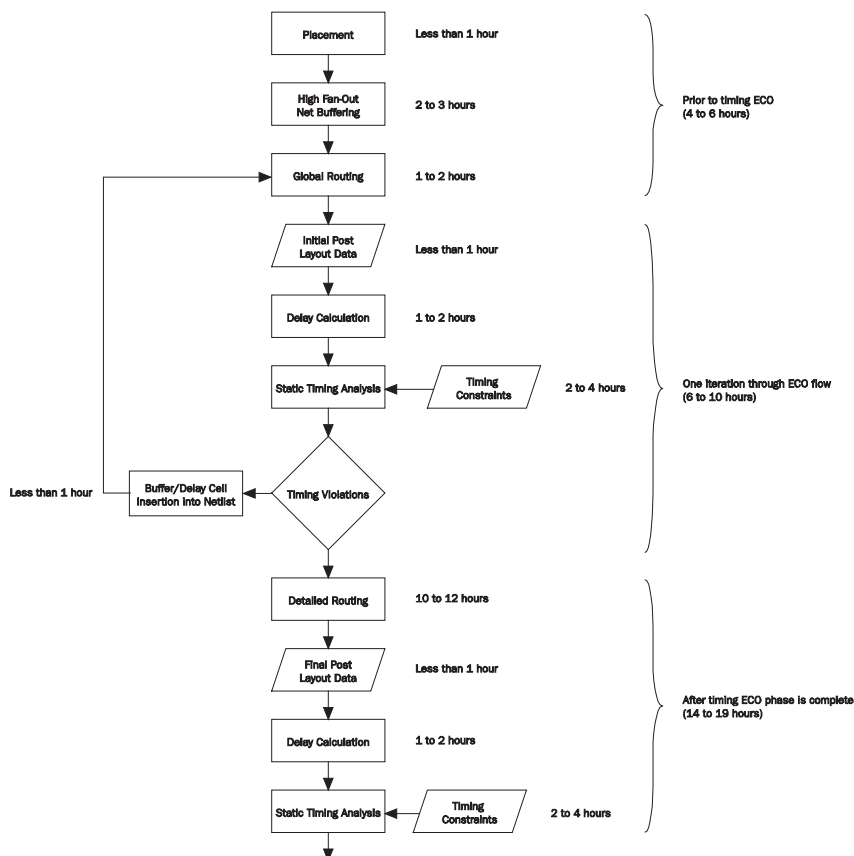 Placement
Less than 1 hour
High Fan-Out
Net Buffering
2 to 3 hours
Prior to timing ECO
(4 to 6 hours)
Global Routing
1 to 2 hours
Initial Post
Layout Data
Less than 1 hour
Delay Calculation
1 to 2 hours
Static Timing Analysis
Timing
Constraints
2 to 4 hours
One iteration through ECO flow
(6 to 10 hours)
Less than 1 hour
Buffer/Delay Cell
Insertion into Netlist
Timing Violations
Detailed Routing
10 to 12 hours
Final Post
Layout Data
Less than 1 hour
After timing ECO phase is complete
(14 to 19 hours)
Delay Calculation
1 to 2 hours
Static Timing Analysis
Timing
Constraints
2 to 4 hours